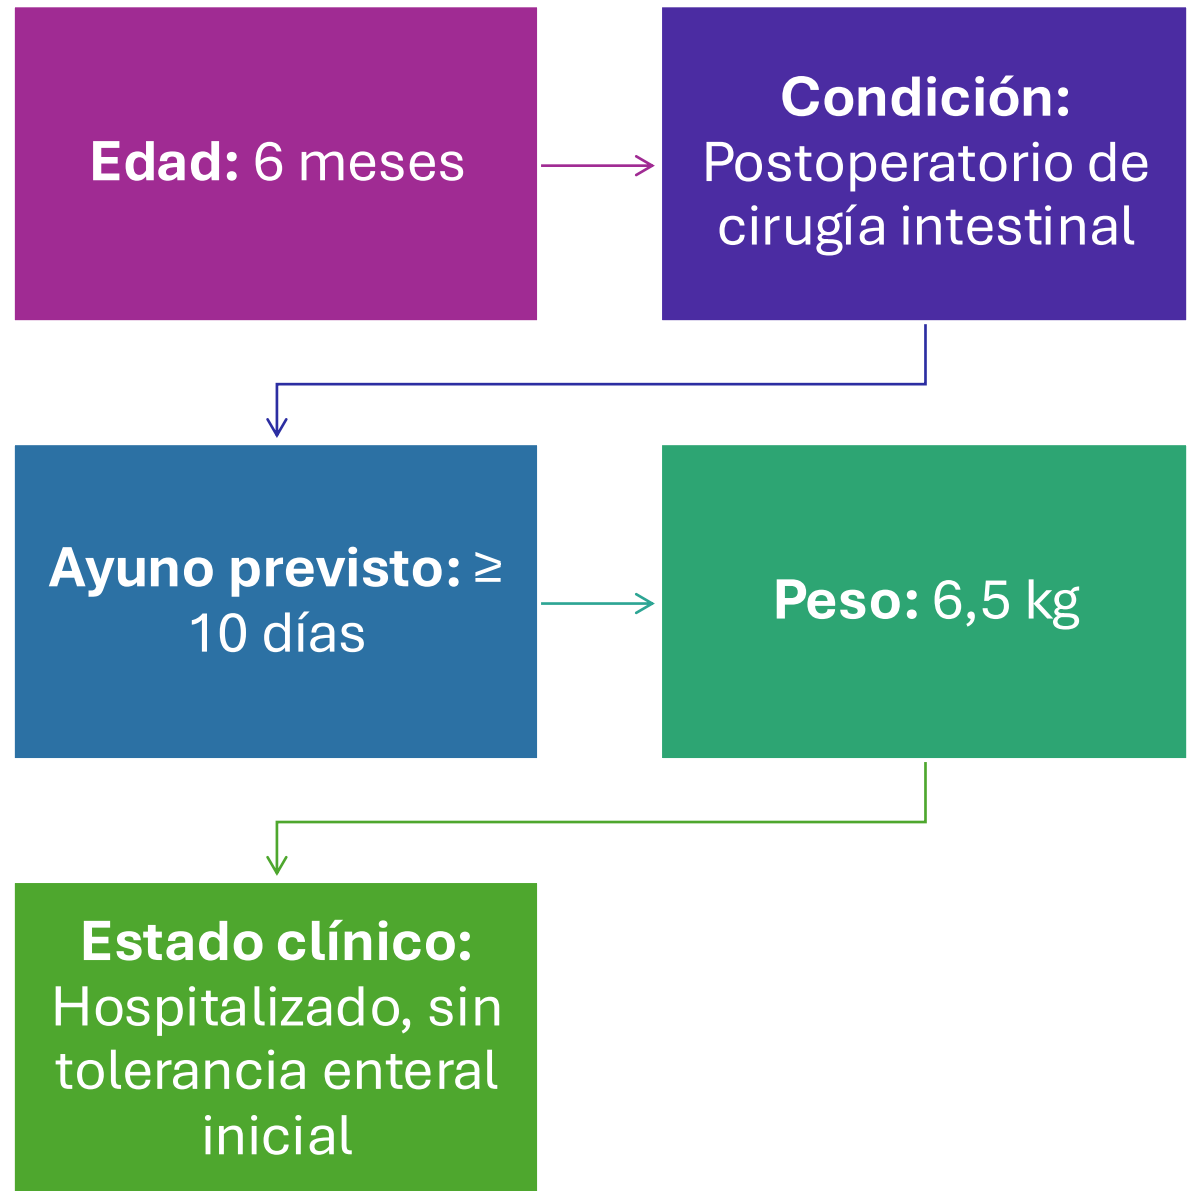 Edad: 6 meses
Condición:
Postoperatorio de
cirugía intestinal
Ayuno previsto: ≥
10 días
Peso: 6,5 kg
Estado clínico:
Hospitalizado, sin
tolerancia enteral
inicial